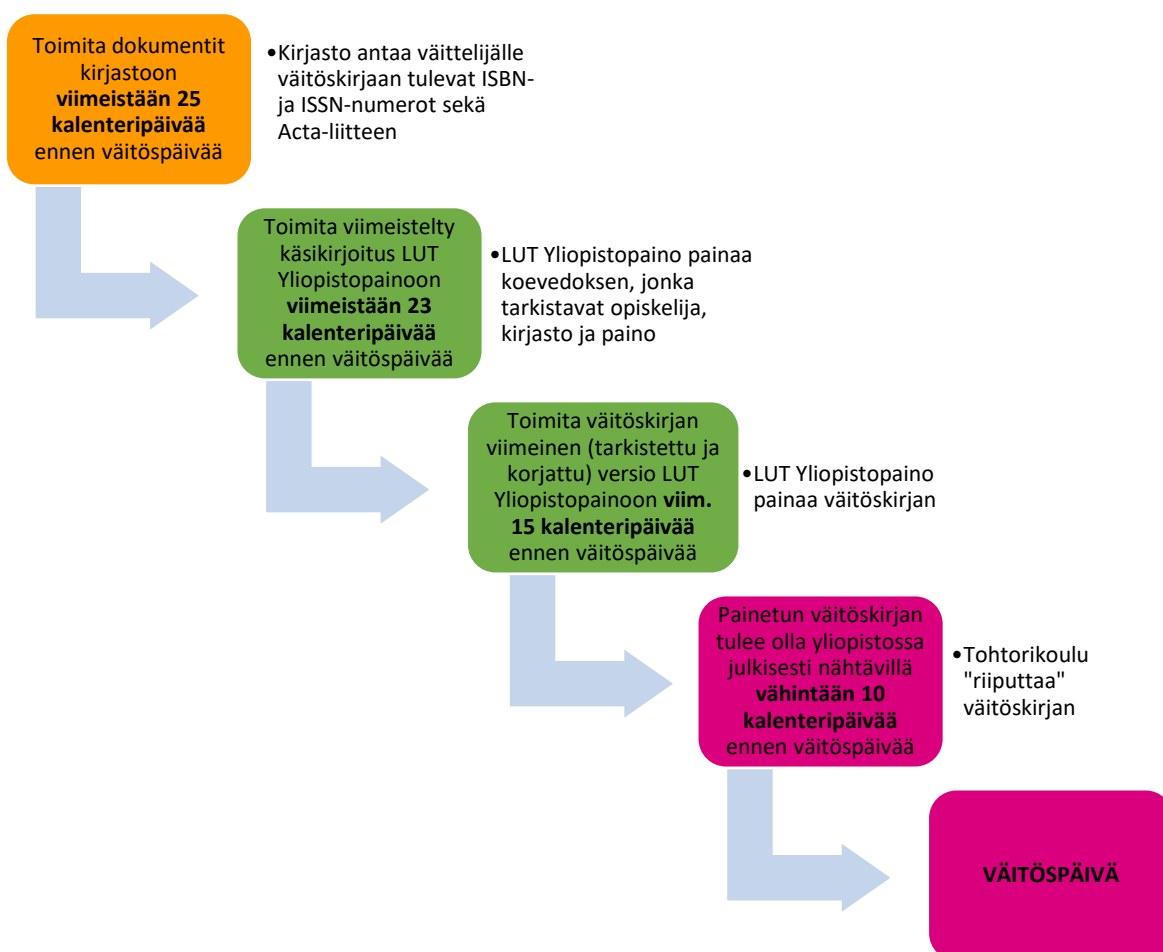 Toimita dokumentit
kirjastoon
viimeistään 25
kalenteripäivää
ennen väitöspäivää
•Kirjasto antaa väittelijälle
väitöskirjaan tulevat ISBN-
ja ISSN-numerot sekä
Acta-liitteen
Toimita viimeistelty
käsikirjoitus LUT
Yliopistopainoon
viimeistään 23
kalenteripäivää
ennen väitöspäivää
•LUT Yliopistopaino painaa
koevedoksen, jonka
tarkistavat opiskelija,
kirjasto ja paino
Toimita väitöskirjan
viimeinen (tarkistettu ja
korjattu) versio LUT
Yliopistopainoon viim.
15 kalenteripäivää
ennen väitöspäivää
•LUT Yliopistopaino
painaa väitöskirjan
Painetun väitöskirjan
tulee olla yliopistossa
julkisesti nähtävillä
vähintään 10
kalenteripäivää
ennen väitöspäivää
•Tohtorikoulu
"riiputtaa"
väitöskirjan
VÄITÖSPÄIVÄ